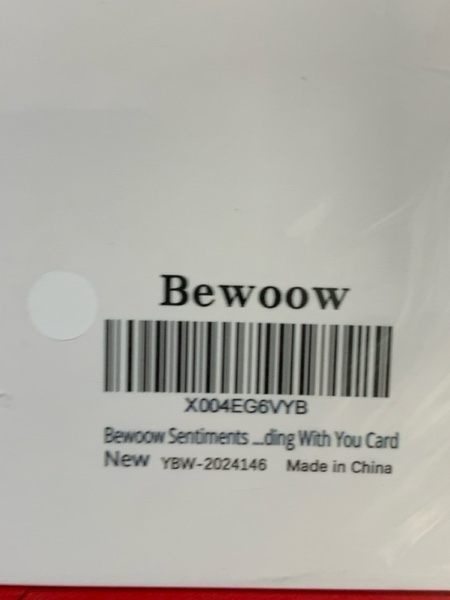 Bewoow
X004EG6VYB
Bewoow Sentiments ...ding With You Card
New YBW-2024146 Made in China